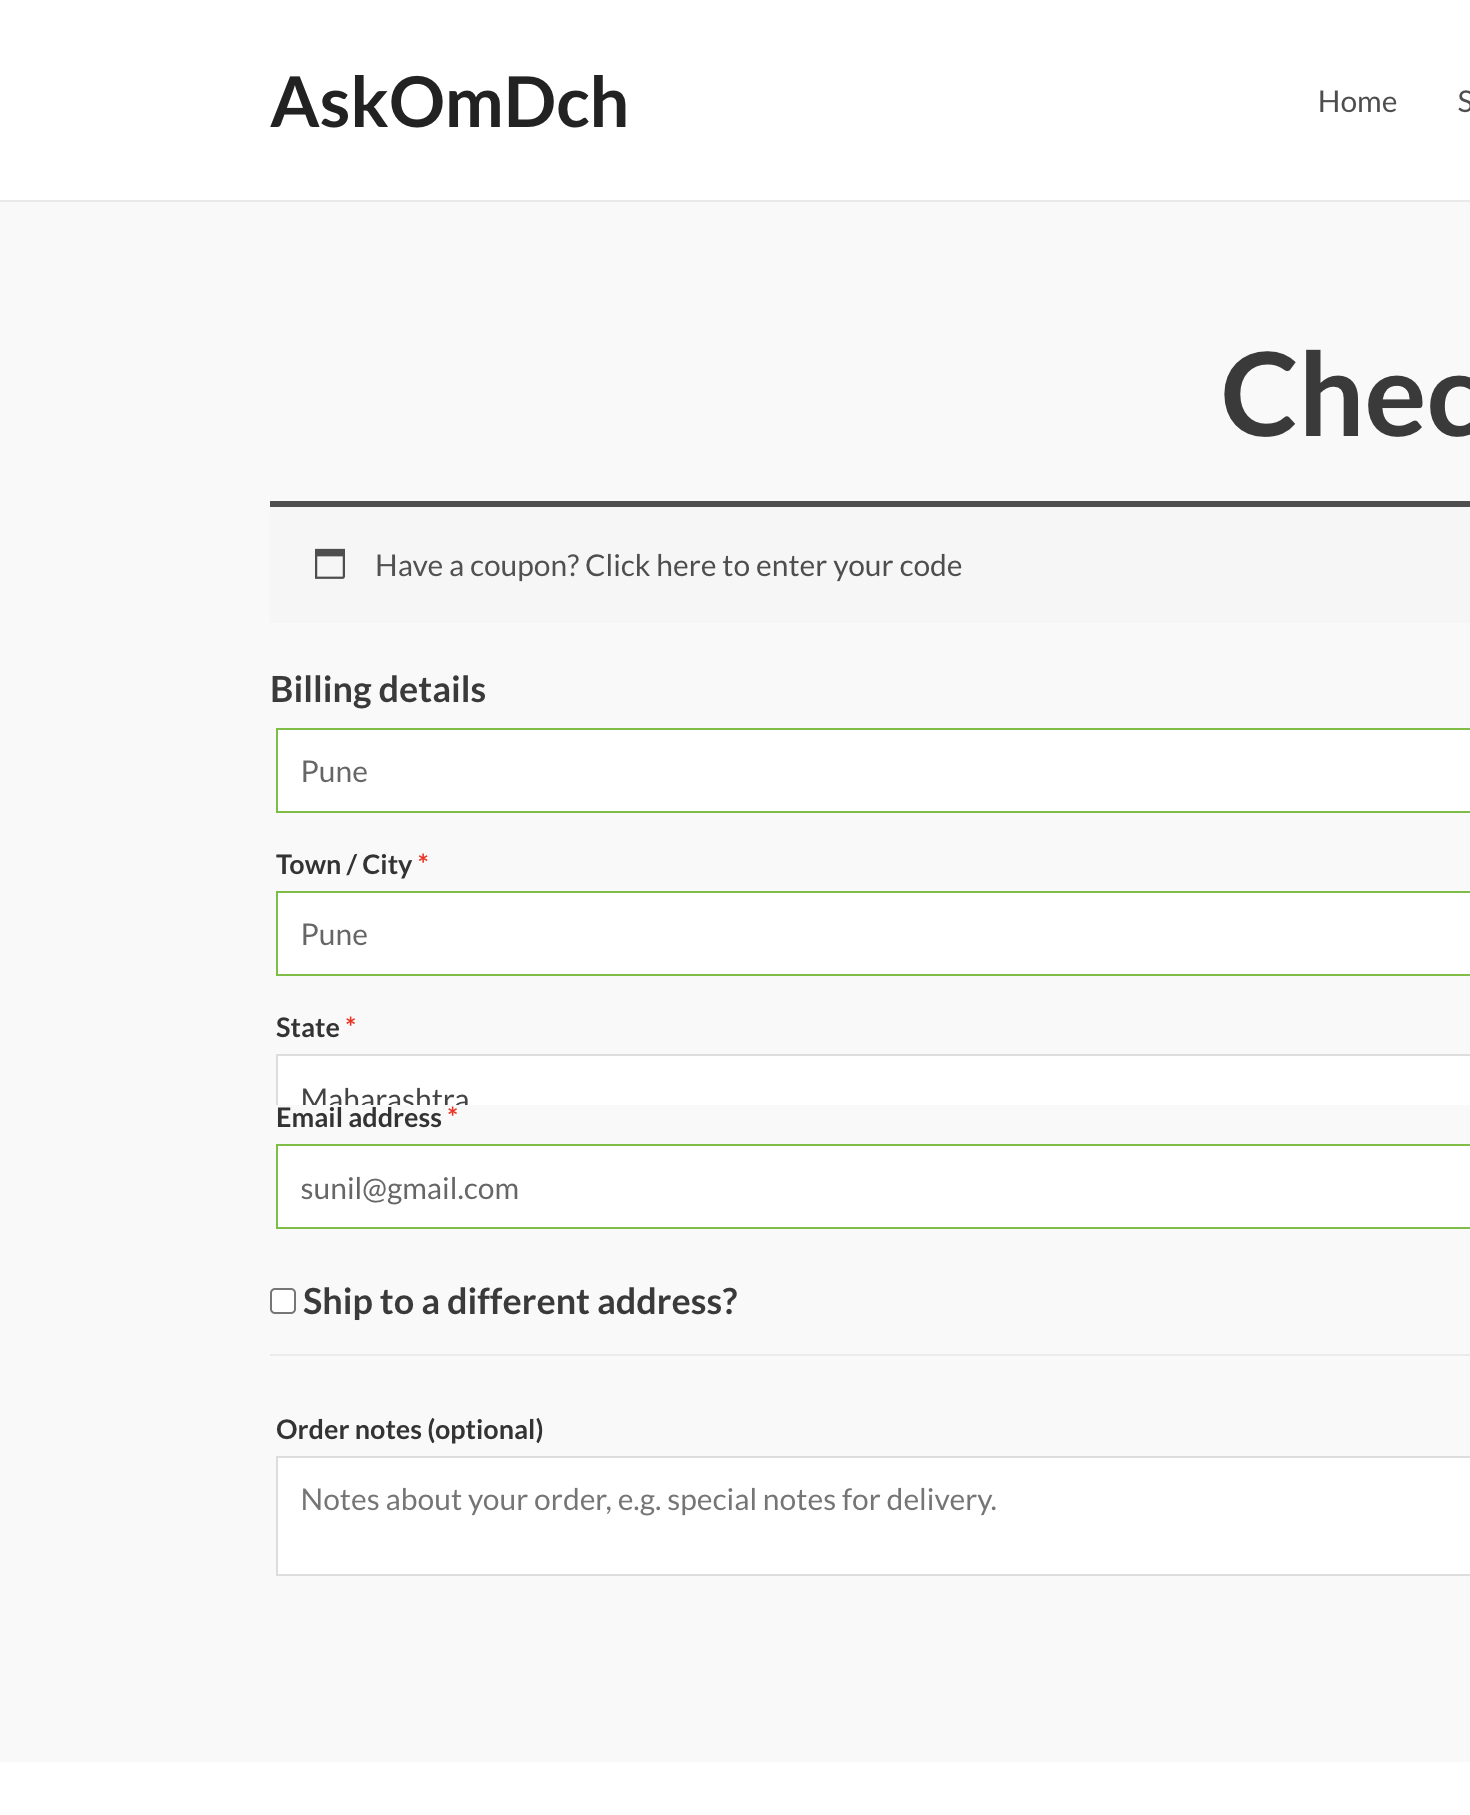 AskOmDch
Home
Have a coupon? Click here to enter your code
Billing details
Pune
Town / City *
Pune
State *
Maharashtra
Email address *
sunil@gmail.com
Ship to a different address?
Order notes (optional)
Notes about your order, e.g. special notes for delivery.